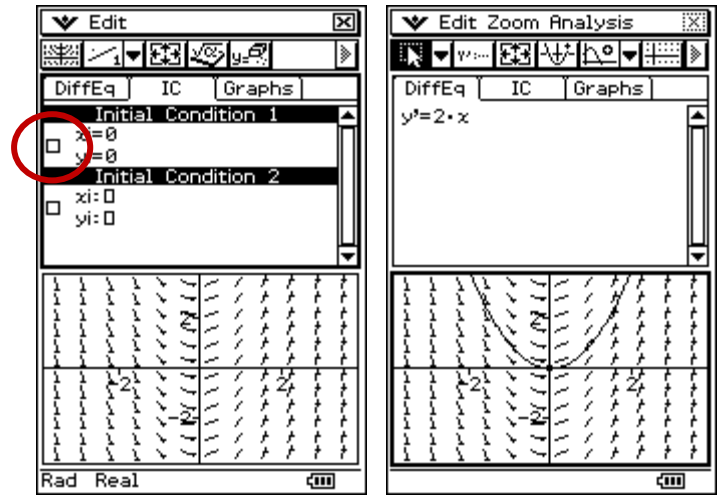 Edit
y=
DiffEq IC Graphs
Initial Condition 1
xi=0
yi=0
Initial Condition 2
xi:
yi:
2
-2 2
-2
Rad Real
Edit Zoom Analysis
DiffEq IC Graphs
y'=2·x
2
-2 2
-2